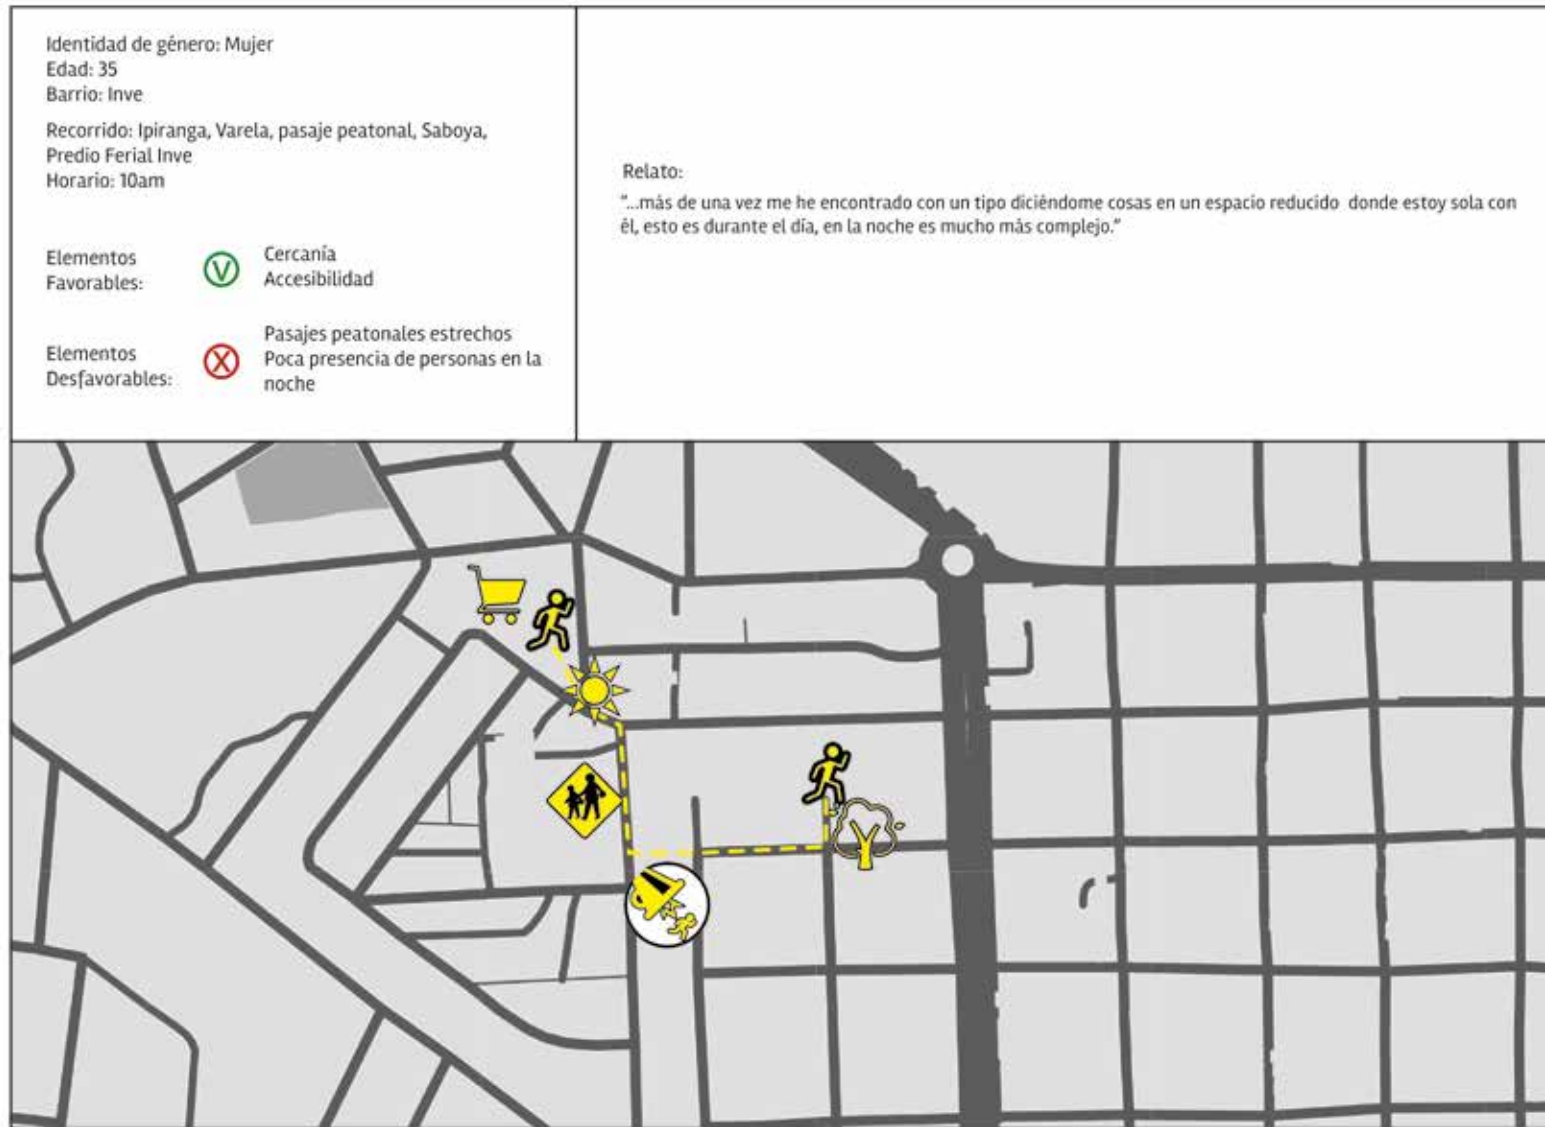 Identidad de género: Mujer
Edad: 35
Barrio: Inve
Recorrido: Ipiranga, Varela, pasaje peatonal, Saboya,
Predio Ferial Inve
Horario: 10am
Elementos
Favorables:
V
Cercanía
Accesibilidad
Elementos
Desfavorables:
X
Pasajes peatonales estrechos
Poca presencia de personas en la
noche
Relato:
"...más de una vez me he encontrado con un tipo diciéndome cosas en un espacio reducido donde estoy sola con
él, esto es durante el día, en la noche es mucho más complejo."